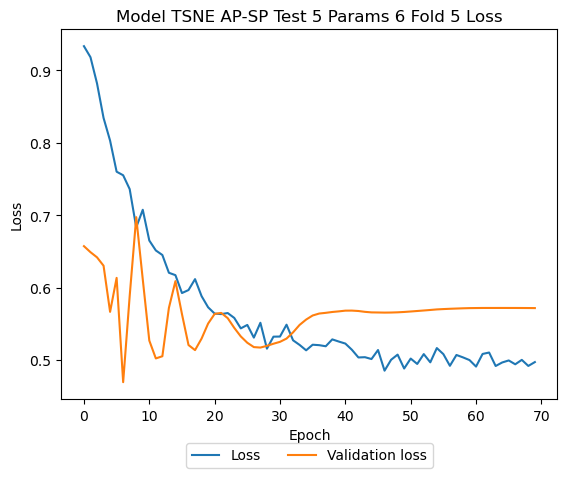 Model TSNE AP-SP Test 5 Params 6 Fold 5 Loss
0.9
0.8
0.7
0.6
0.5
Loss
0 10 20 30 40 50 60 70
Epoch
Loss Validation loss